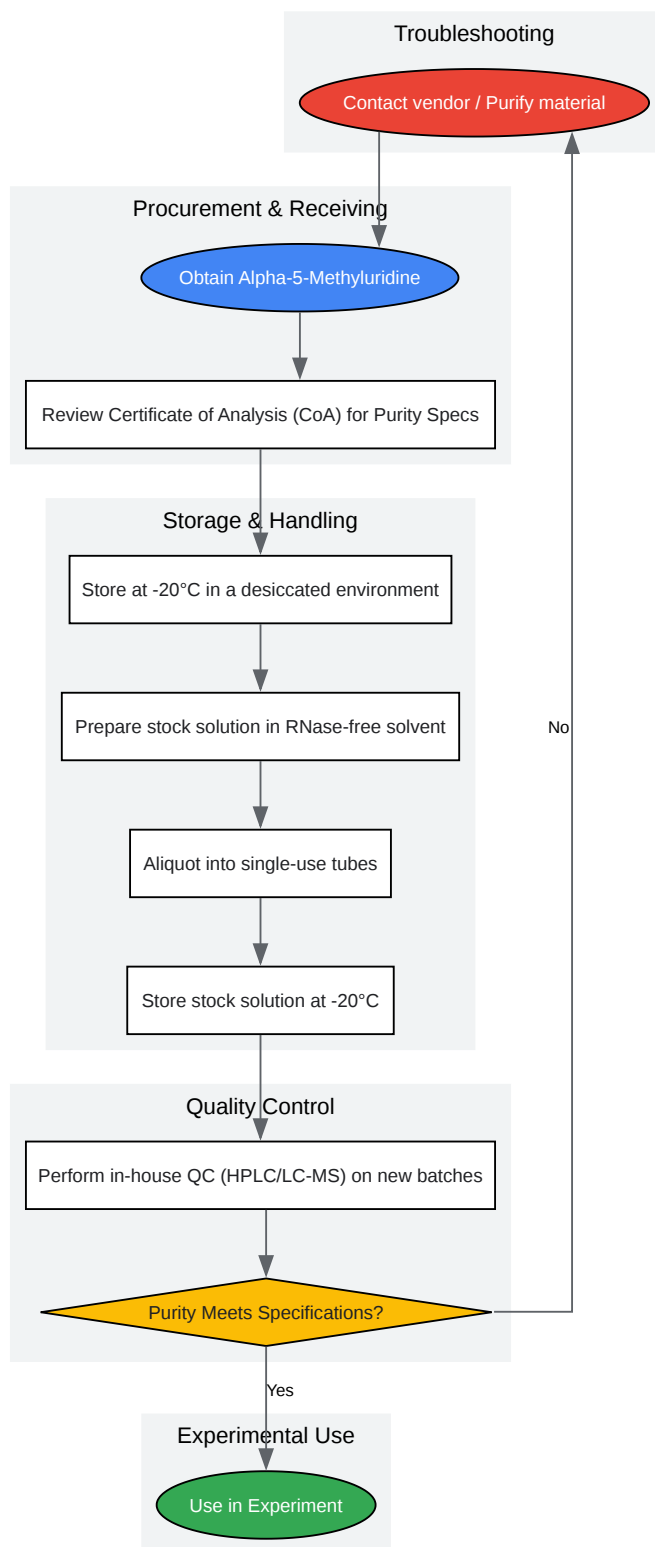 Troubleshooting
Contact vendor / Purify material
Procurement & Receiving
Obtain Alpha-5-Methyluridine
Review Certificate of Analysis (CoA) for Purity Specs
Storage & Handling
Store at -20°C in a desiccated environment
Prepare stock solution in RNase-free solvent
No
Aliquot into single-use tubes
Store stock solution at -20°C
Quality Control
Perform in-house QC (HPLC/LC-MS) on new batches
Purity Meets Specifications?
Yes
Experimental Use
Use in Experiment